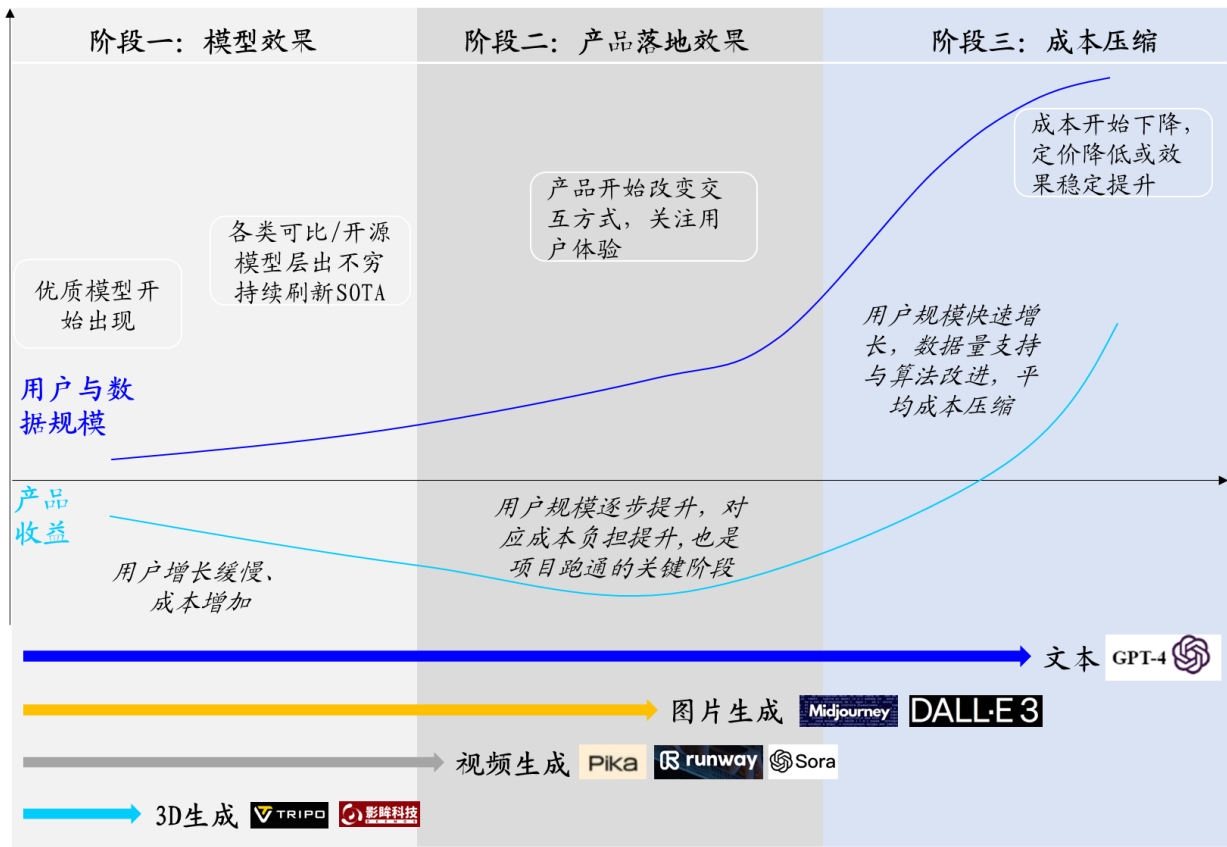 阶段一：模型效果
阶段二：产品落地效果
阶段三：成本压缩
成本开始下降，
定价降低或效
果稳定提升
产品开始改变交
互方式，关注用
户体验
各类可比/开源
模型层出不穷
持续刷新SOTA
优质模型开
始出现
用户规模快速增
长，数据量支持
与算法改进，平
均成本压缩
用户与数
据规模
产品
收益
用户规模逐步提升，对
应成本负担提升,也是
项目跑通的关键阶段
用户增长缓慢、
成本增加
文本 GPT-4
图片生成 Midjourney DALL·E 3
视频生成 Pika runway Sora
3D生成 TRIPO 影眸科技